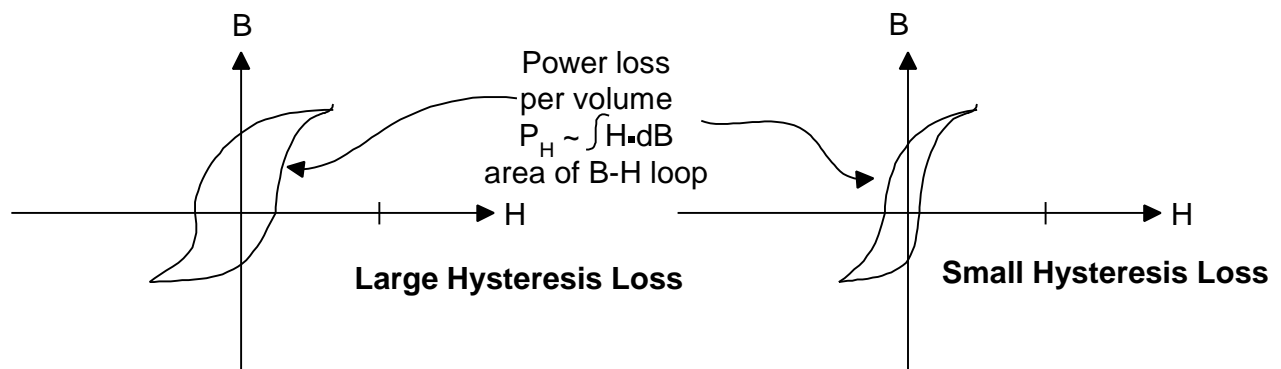 B
Power loss
per volume
P_H ~ ∫H·dB
area of B-H loop
H
Large Hysteresis Loss
B
H
Small Hysteresis Loss